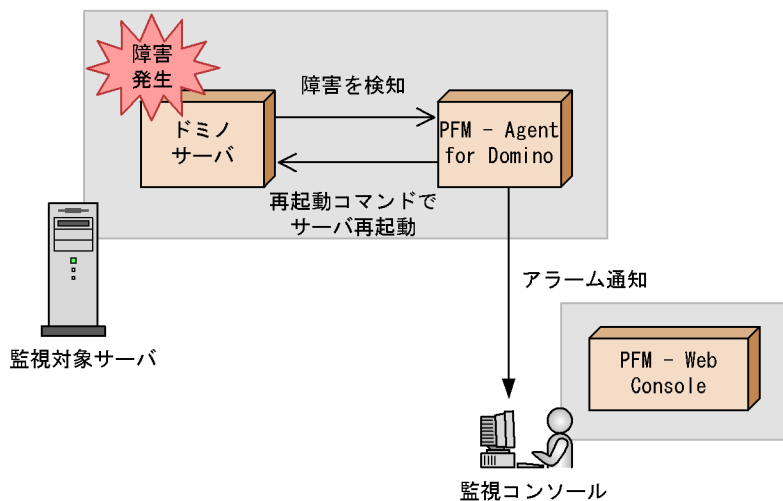 障害
発生
障害を検知
ドミノ
サーバ
PFM - Agent
for Domino
再起動コマンドで
サーバ再起動
アラーム通知
監視対象サーバ
PFM - Web
Console
監視コンソール